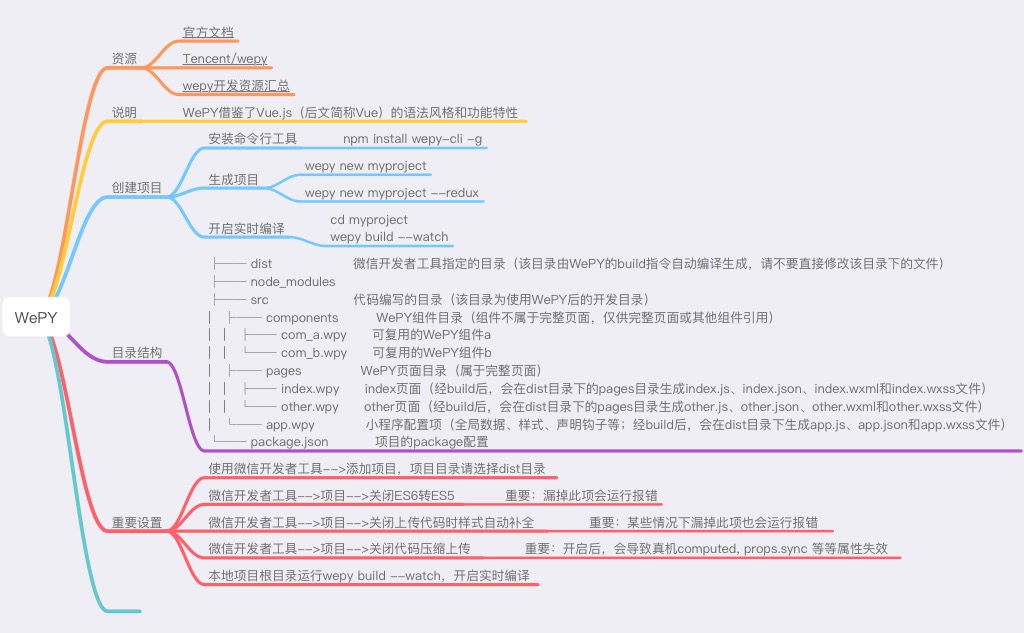 WePY
资源
官方文档
Tencent/wepy
wepy开发资源汇总
说明
WePY借鉴了Vue.js（后文简称Vue）的语法风格和功能特性
创建项目
安装命令行工具
npm install wepy-cli -g
生成项目
wepy new myproject
wepy new myproject --redux
开启实时编译
cd myproject
wepy build --watch
目录结构
├── dist 微信开发者工具指定的目录（该目录由WePY的build指令自动编译生成，请不要直接修改该目录下的文件）
├── node_modules
├── src 代码编写的目录（该目录为使用WePY后的开发目录）
| ├── components WePY组件目录（组件不属于完整页面，仅供完整页面或其他组件引用）
| | ├── com_a.wpy 可复用的WePY组件a
| | └── com_b.wpy 可复用的WePY组件b
| ├── pages WePY页面目录（属于完整页面）
| | ├── index.wpy index页面（经build后，会在dist目录下的pages目录生成index.js、index.json、index.wxml和index.wxss文件）
| | └── other.wpy other页面（经build后，会在dist目录下的pages目录生成other.js、other.json、other.wxml和other.wxss文件）
| └── app.wpy 小程序配置项（全局数据、样式、声明钩子等；经build后，会在dist目录下生成app.js、app.json和app.wxss文件）
└── package.json 项目的package配置
重要设置
使用微信开发者工具-->添加项目，项目目录请选择dist目录
微信开发者工具-->项目-->关闭ES6转ES5
重要：漏掉此项会运行报错
微信开发者工具-->项目-->关闭上传代码时样式自动补全
重要：某些情况下漏掉此项也会运行报错
微信开发者工具-->项目-->关闭代码压缩上传
重要：开启后，会导致真机computed, props.sync 等等属性失效
本地项目根目录运行wepy build --watch，开启实时编译